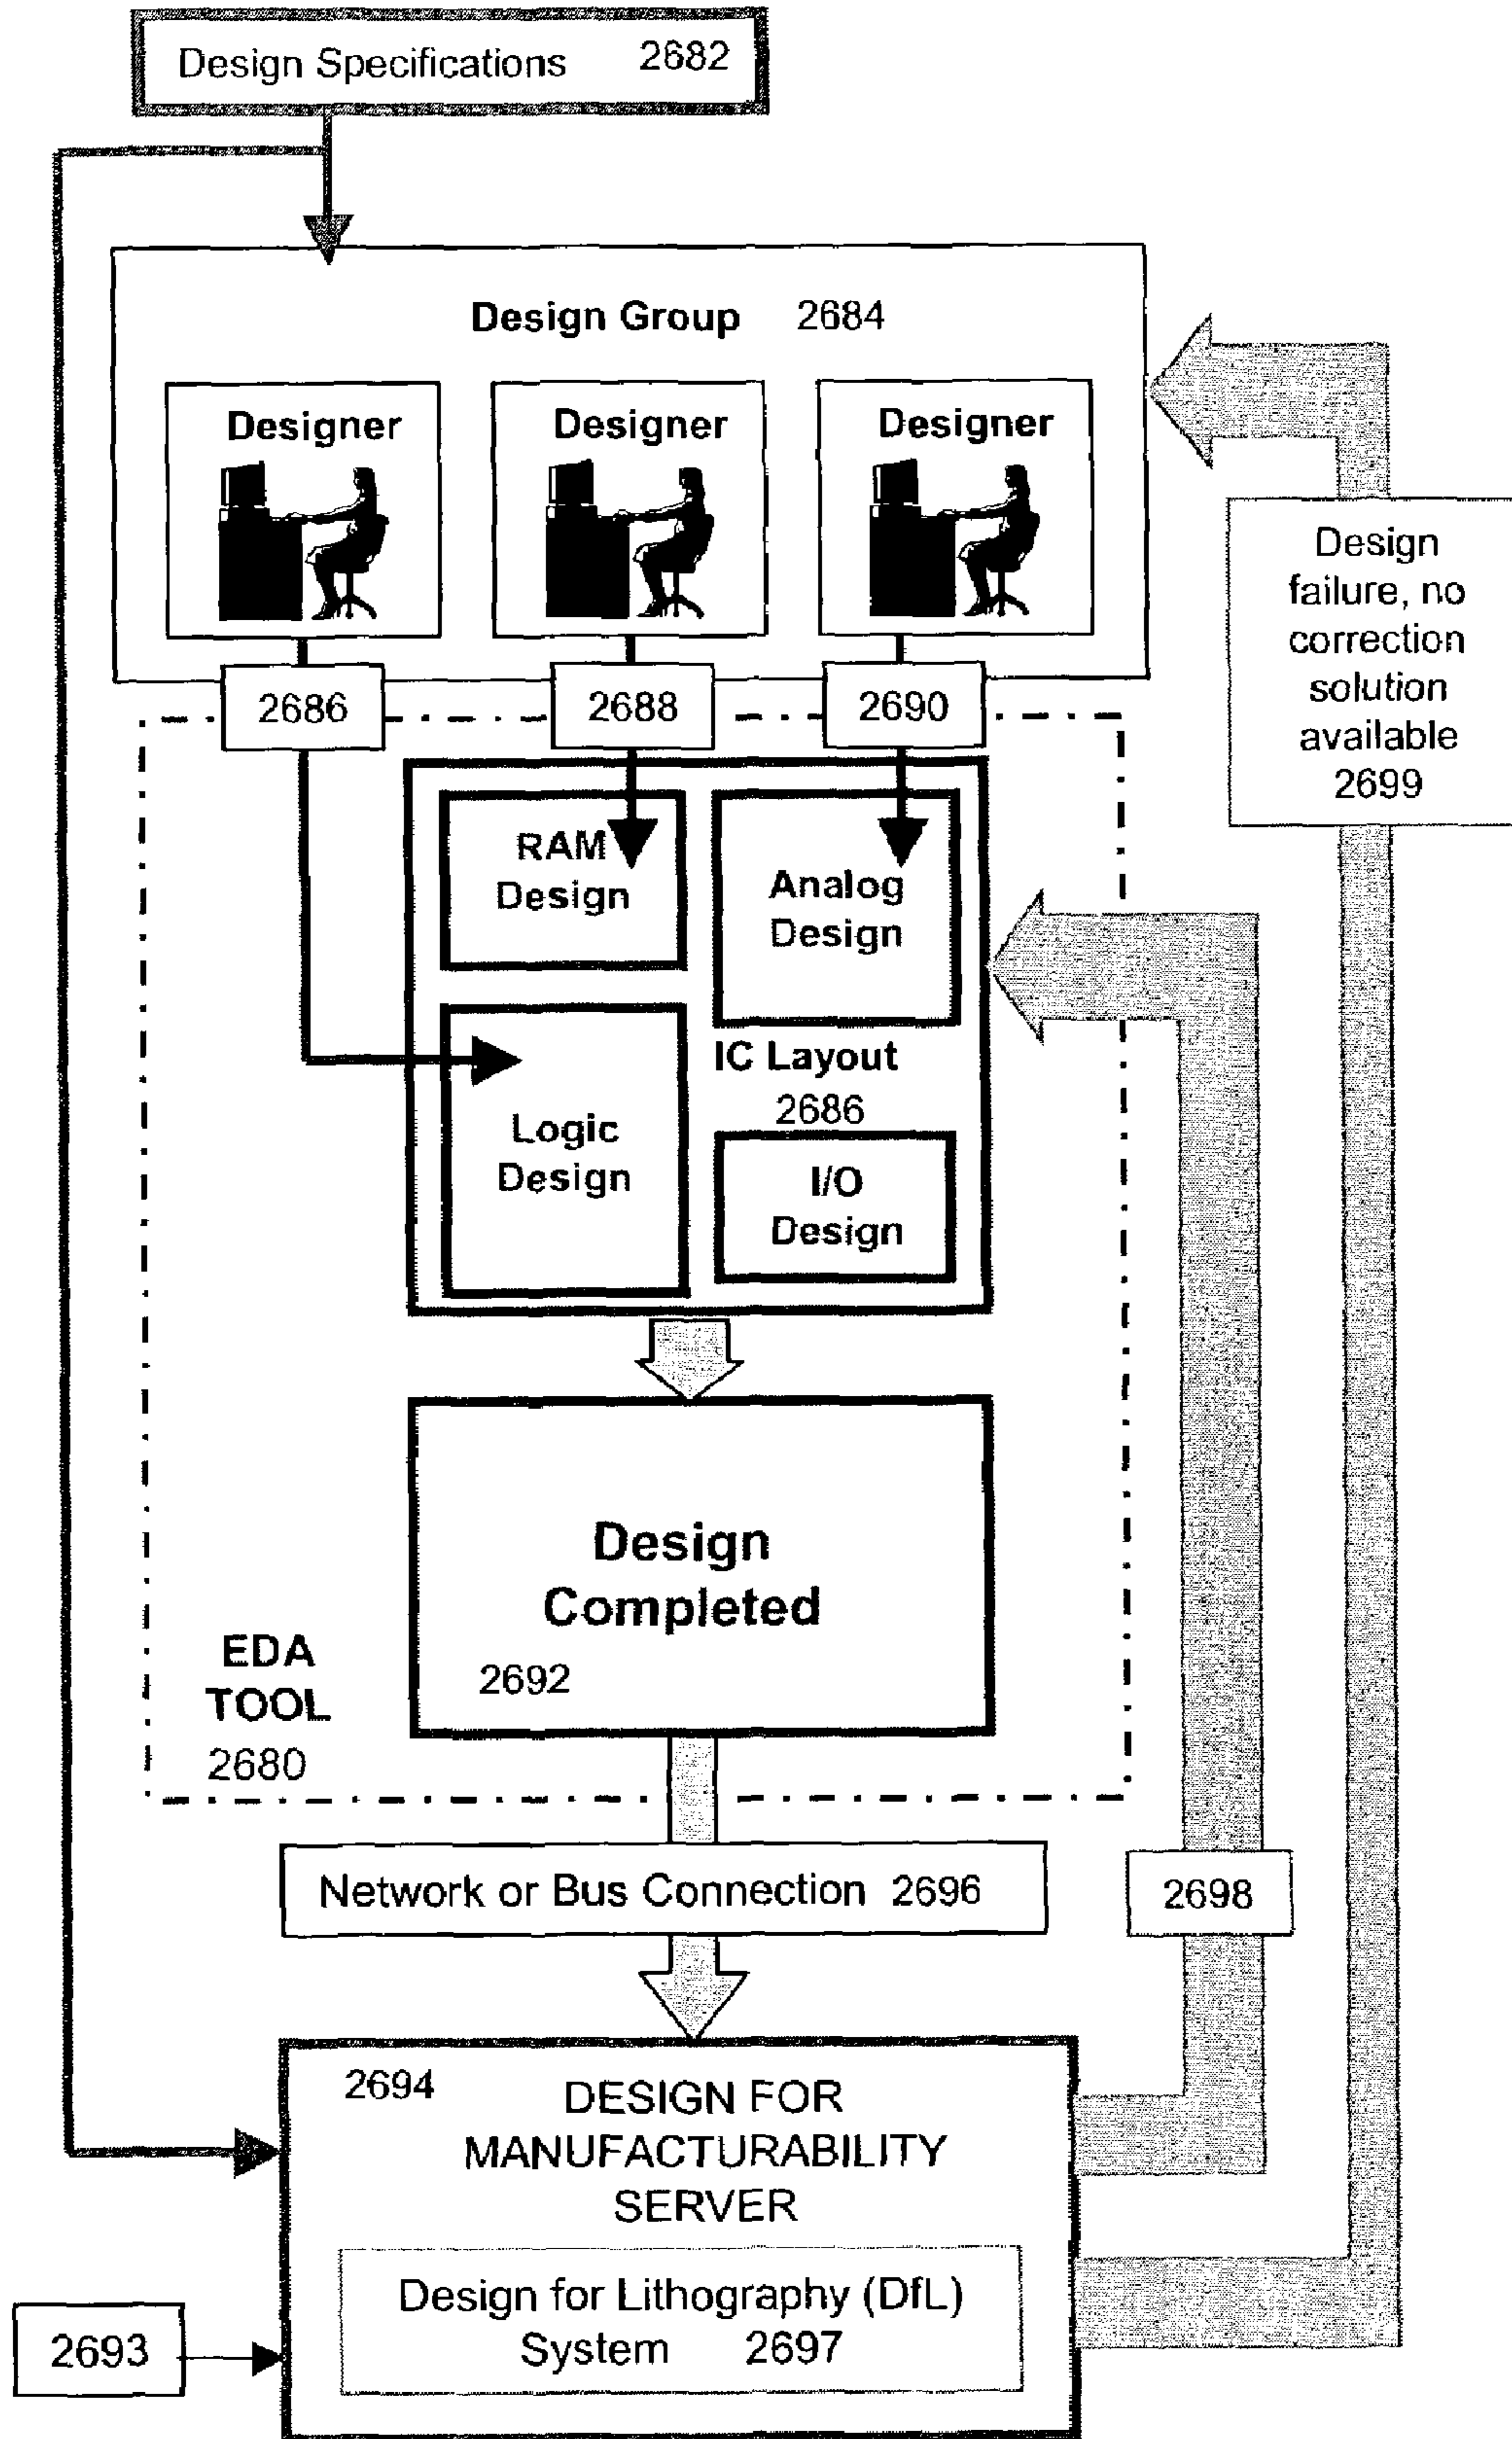 Design Specifications 2682
Design Group 2684
Designer
Designer
Designer
2686
2688
2690
Design
failure, no
correction
solution
available
2699
RAM
Design
Analog
Design
IC Layout
2686
Logic
Design
I/O
Design
Design
Completed
2692
EDA
TOOL
2680
Network or Bus Connection 2696
2698
2694
DESIGN FOR
MANUFACTURABILITY
SERVER
Design for Lithography (DfL)
System 2697
2693